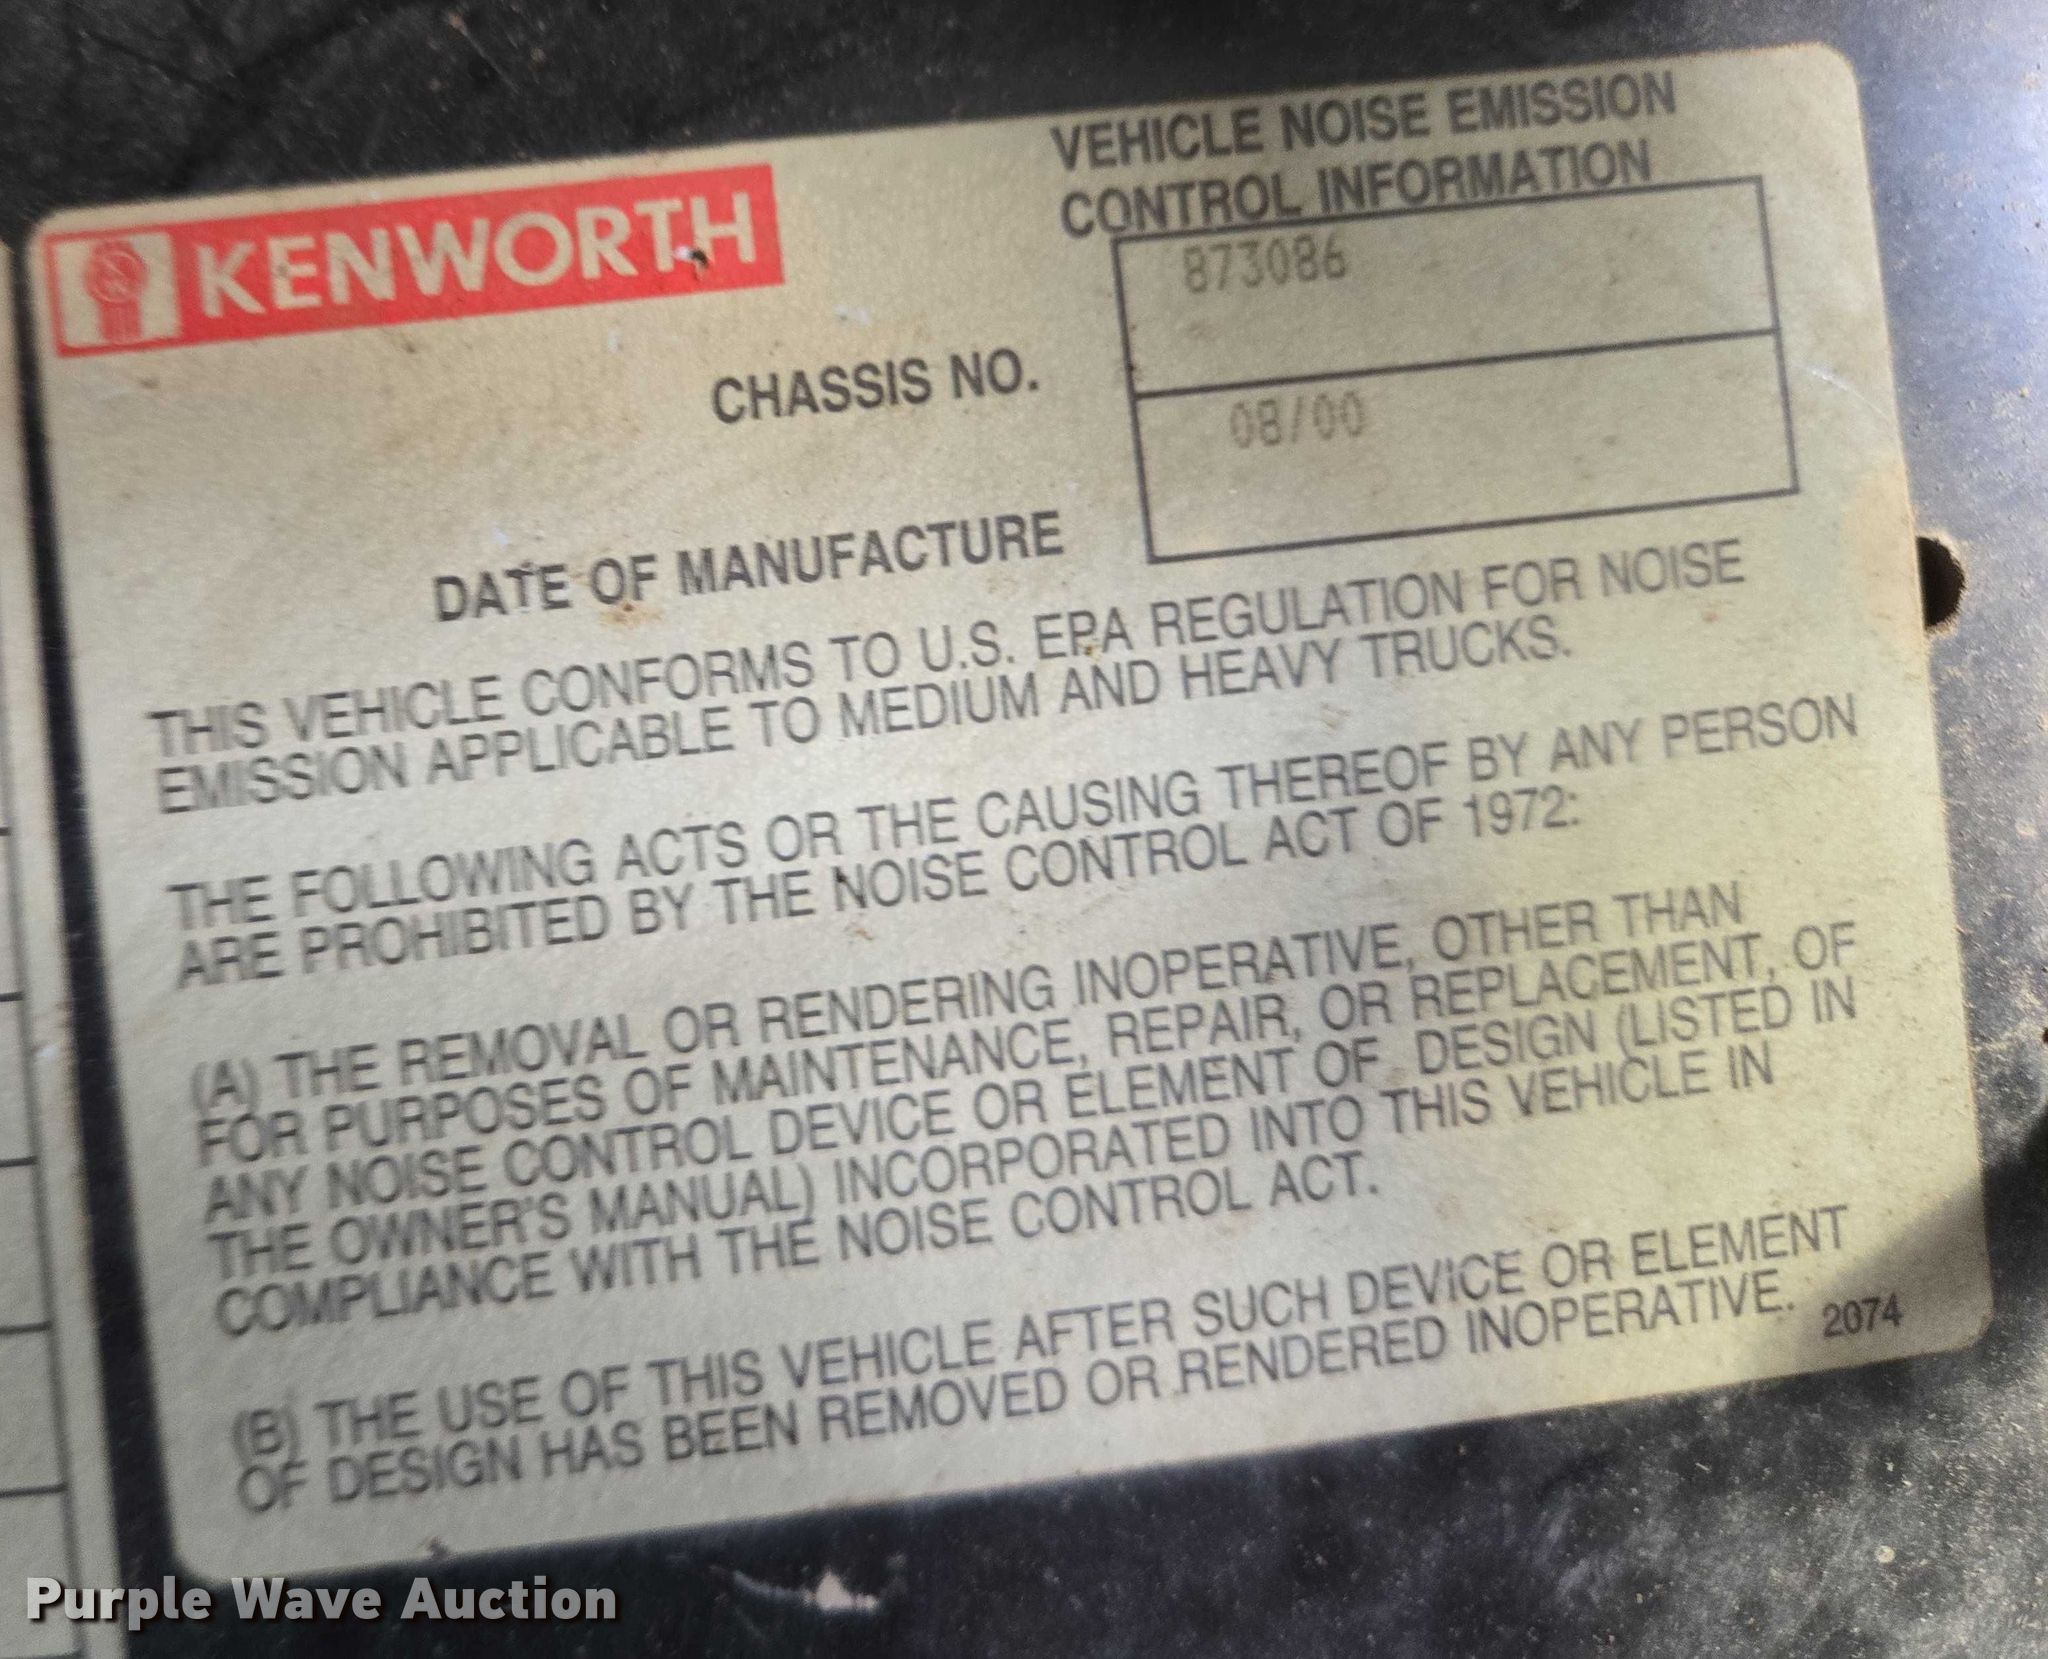 KENWORTH
VEHICLE NOISE EMISSION
CONTROL INFORMATION
CHASSIS NO.
873086
DATE OF MANUFACTURE
08/00
THIS VEHICLE CONFORMS TO U.S. EPA REGULATION FOR NOISE
EMISSION APPLICABLE TO MEDIUM AND HEAVY TRUCKS.
THE FOLLOWING ACTS OR THE CAUSING THEREOF BY ANY PERSON
ARE PROHIBITED BY THE NOISE CONTROL ACT OF 1972:
(A) THE REMOVAL OR RENDERING INOPERATIVE, OTHER THAN
FOR PURPOSES OF MAINTENANCE, REPAIR, OR REPLACEMENT, OF
ANY NOISE CONTROL DEVICE OR ELEMENT OF DESIGN (LISTED IN
THE OWNER'S MANUAL) INCORPORATED INTO THIS VEHICLE IN
COMPLIANCE WITH THE NOISE CONTROL ACT.
(B) THE USE OF THIS VEHICLE AFTER SUCH DEVICE OR ELEMENT
OF DESIGN HAS BEEN REMOVED OR RENDERED INOPERATIVE.
2074
Purple Wave Auction